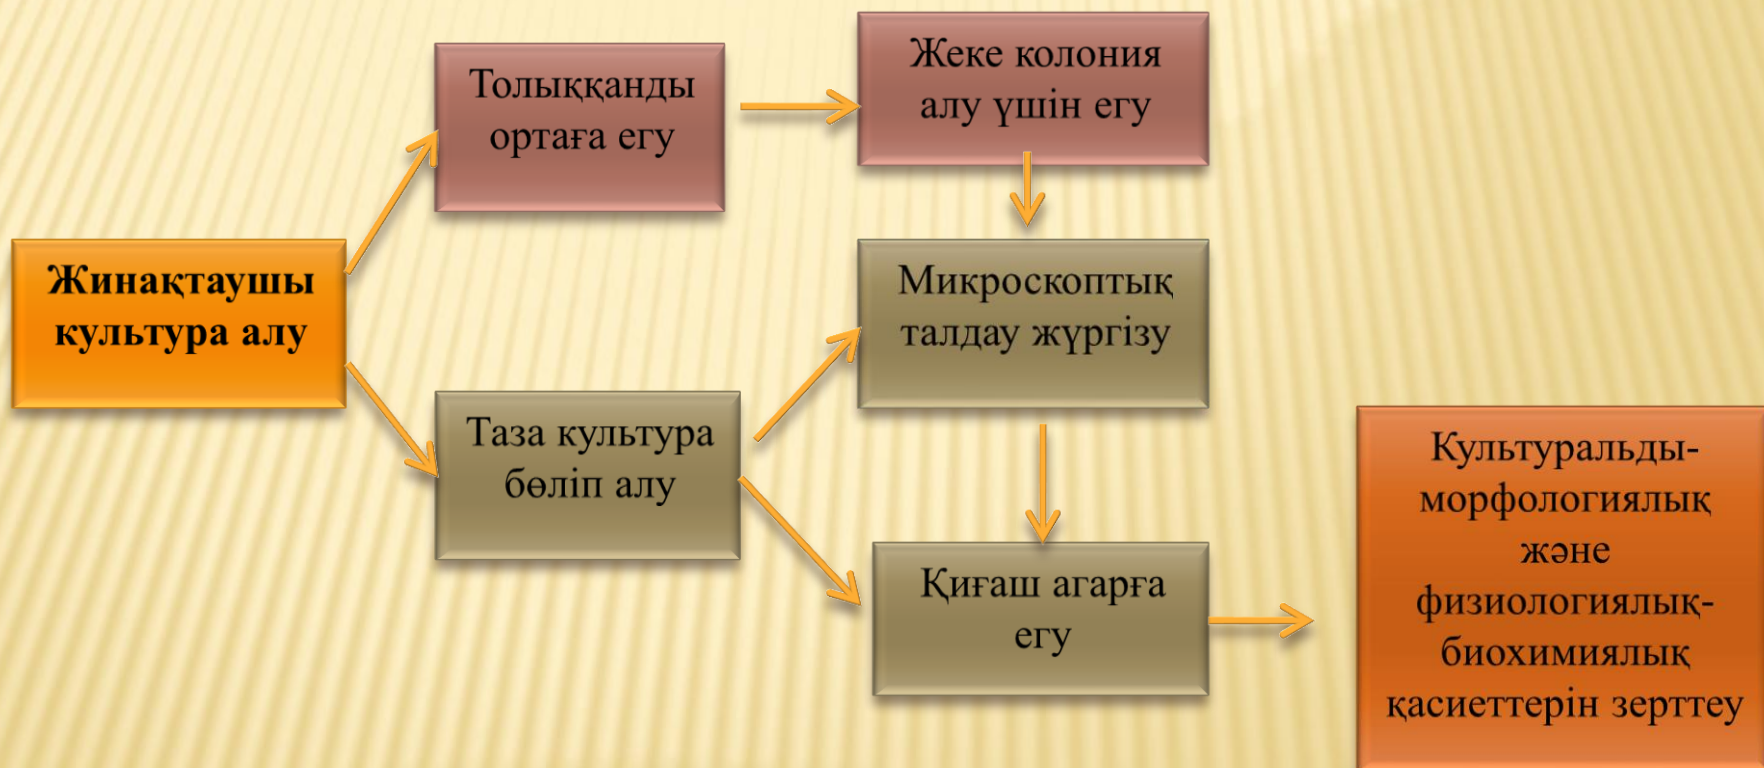 Жинақтаушы
культура алу
Толыққанды
ортаға егу
Жеке колония
алу үшін егу
Таза культура
бөліп алу
Микроскоптық
талдау жүргізу
Қиғаш агарға
егу
Культуральды-
морфологиялық
және
физиологиялық-
биохимиялық
қасиеттерін зерттеу